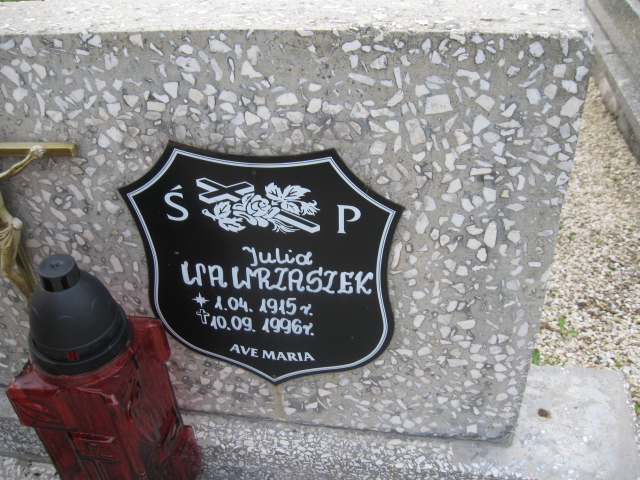 Ś P
Julia
WAWRZASZEK
* 1.04. 1915 r.
† 10.09. 1996 r.
AVE MARIA